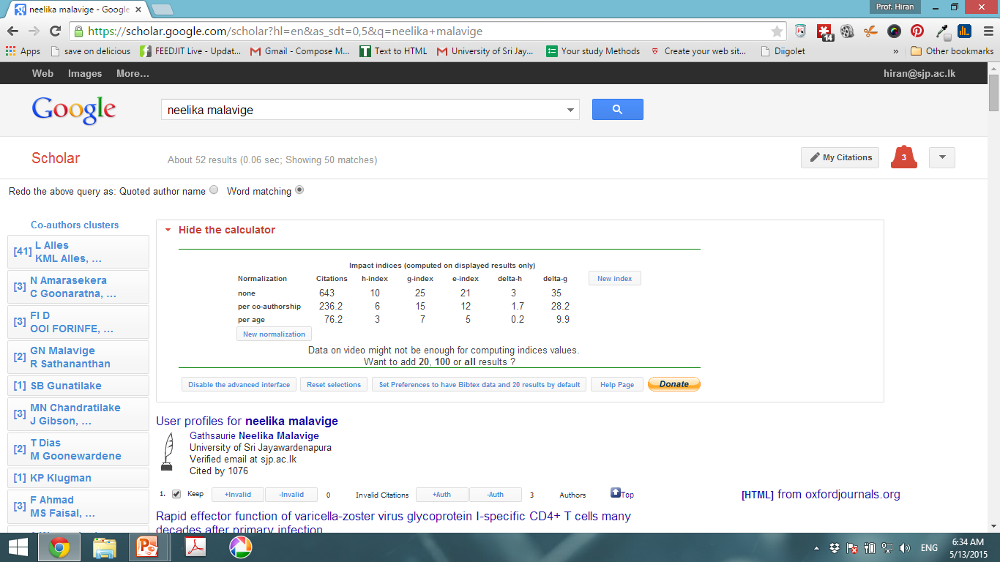 neelika malavige - Google
Prof. Hiran
https://scholar.google.com/scholar?hl=en&as_sdt=0,5&q=neelika+malavige
14
Apps save on delicious FEEDJIT Live - Updat... Gmail - Compose M... Text to HTML University of Sri Jay... Your study Methods Create your web sit... Diigolet » Other bookmarks
Web Images More... hiran@sjp.ac.lk
Google neelika malavige
Scholar About 52 results (0.06 sec; Showing 50 matches) My Citations 3
Redo the above query as: Quoted author name Word matching
Co-authors clusters
[41] L Alles
KML Alles, ...
[3] N Amarasekera
C Goonaratna, ...
[3] FI D
OOI FORINFE, ...
[2] GN Malavige
R Sathananthan
[1] SB Gunatilake
[3] MN Chandratilake
J Gibson, ...
[2] T Dias
M Goonewardene
[1] KP Klugman
[3] F Ahmad
MS Faisal, ...
Hide the calculator
Impact indices (computed on displayed results only)
Normalization Citations h-index g-index e-index delta-h delta-g New index
none 643 10 25 21 3 35
per co-authorship 236.2 6 15 12 1.7 28.2
per age 76.2 3 7 5 0.2 9.9
New normalization
Data on video might not be enough for computing indices values.
Want to add 20, 100 or all results ?
Disable the advanced interface Reset selections Set Preferences to have Bibtex data and 20 results by default Help Page Donate
User profiles for neelika malavige
Gathsaurie Neelika Malavige
University of Sri Jayawardenapura
Verified email at sjp.ac.lk
Cited by 1076
1. Keep +Invalid -Invalid 0 Invalid Citations +Auth -Auth 3 Authors Top [HTML] from oxfordjournals.org
Rapid effector function of varicella-zoster virus glycoprotein I-specific CD4+ T cells many
decades after primary infection
ENG 6:34 AM
5/13/2015